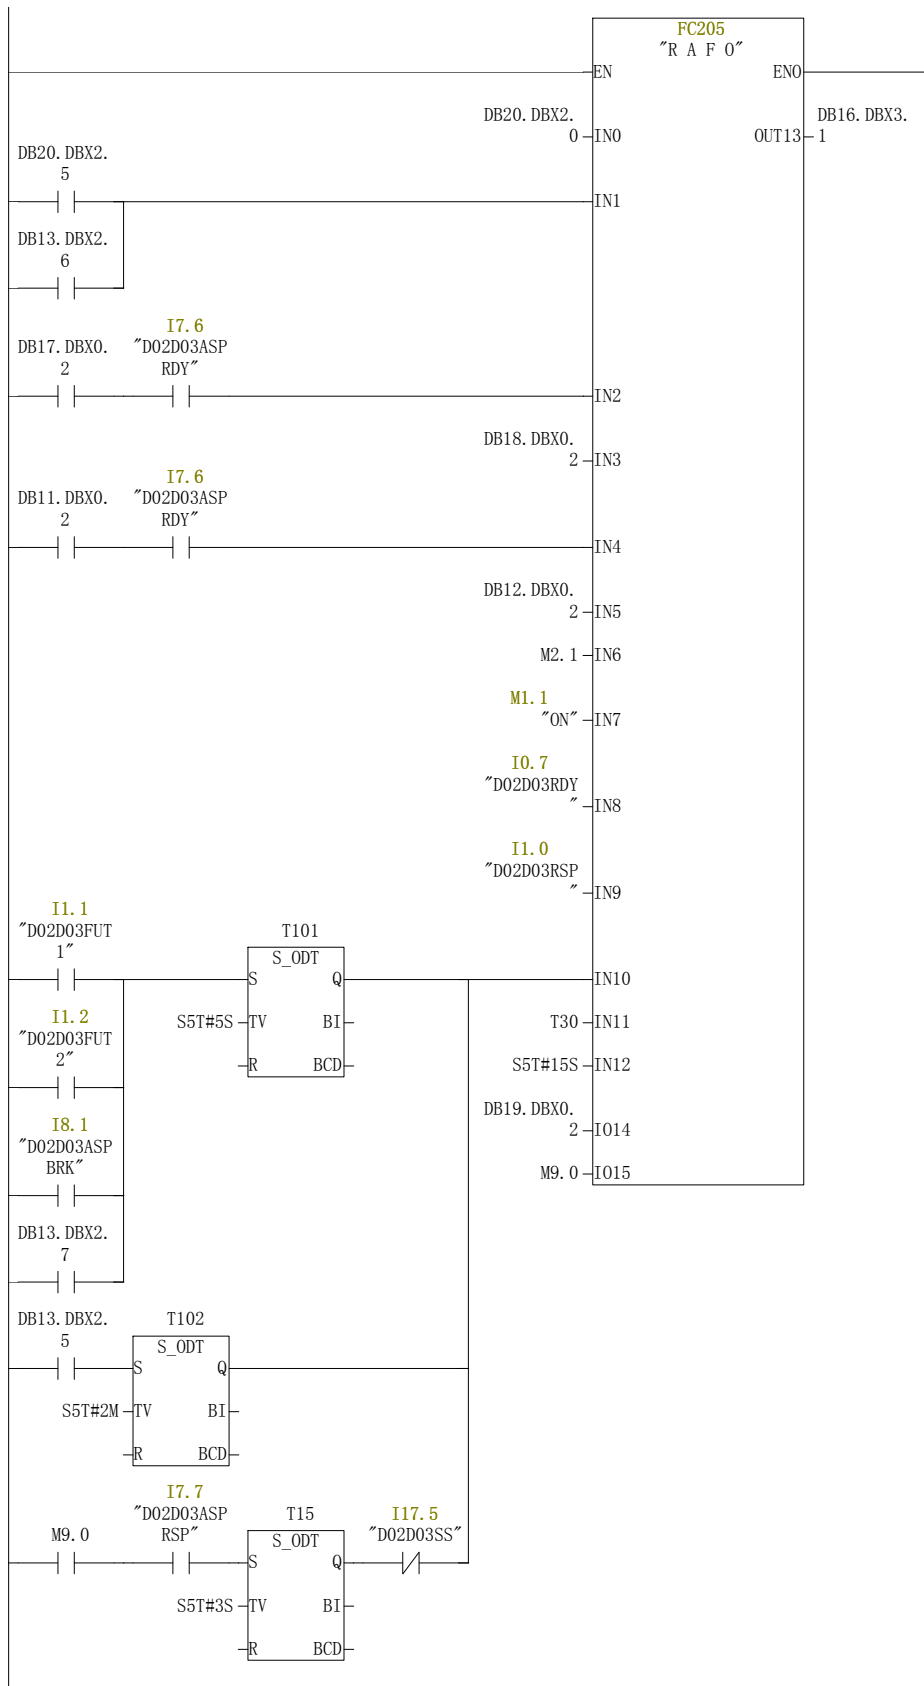 FC205
"R A F O"
EN
ENO
DB20.DBX2.
0
IN0
OUT13
DB16.DBX3.
1
DB20.DBX2.
5
IN1
DB13.DBX2.
6
DB17.DBX0.
2
I7.6
"D02D03ASP
RDY"
IN2
DB18.DBX0.
2
IN3
DB11.DBX0.
2
I7.6
"D02D03ASP
RDY"
IN4
DB12.DBX0.
2
IN5
M2.1
IN6
M1.1
"ON"
IN7
I0.7
"D02D03RDY
"
IN8
I1.0
"D02D03RSP
"
IN9
I1.1
"D02D03FUT
1"
T101
S_ODT
S
Q
IN10
I1.2
"D02D03FUT
2"
S5T#5S
TV
BI
T30
IN11
R
BCD
S5T#15S
IN12
I8.1
"D02D03ASP
BRK"
DB19.DBX0.
2
IO14
M9.0
IO15
DB13.DBX2.
7
DB13.DBX2.
5
T102
S_ODT
S
Q
S5T#2M
TV
BI
R
BCD
M9.0
I7.7
"D02D03ASP
RSP"
T15
S_ODT
S
Q
I17.5
"D02D03SS"
S5T#3S
TV
BI
R
BCD